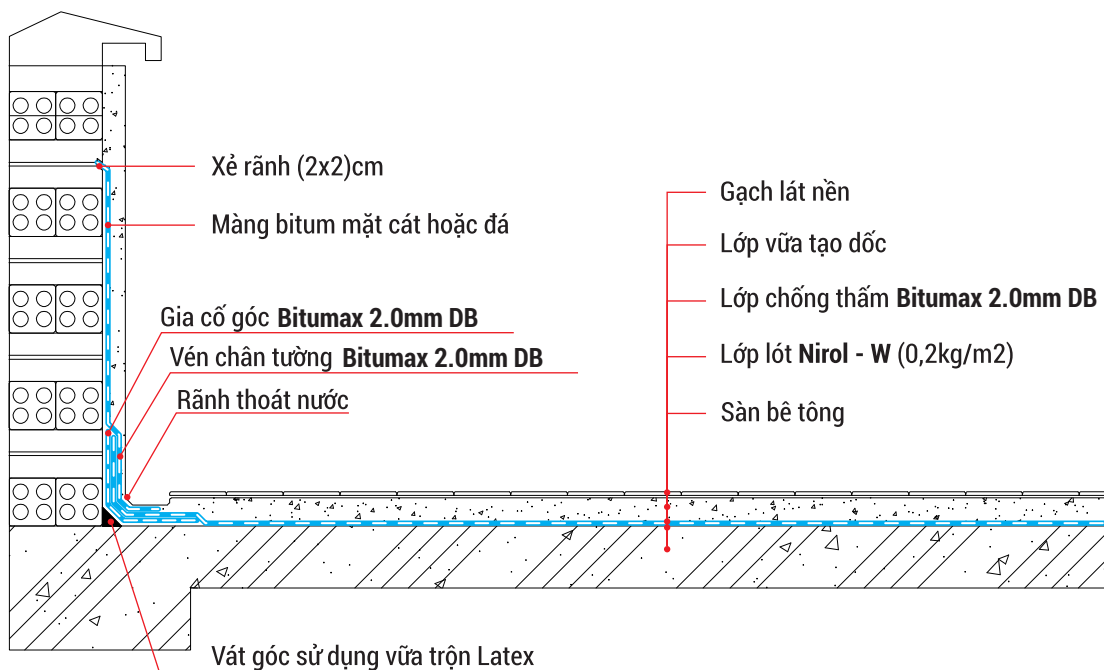 Xẻ rãnh (2x2)cm
Màng bitum mặt cát hoặc đá
Gia cố góc Bitumax 2.0mm DB
Vén chân tường Bitumax 2.0mm DB
Rãnh thoát nước
Gạch lát nền
Lớp vữa tạo dốc
Lớp chống thấm Bitumax 2.0mm DB
Lớp lót Nirol - W (0,2kg/m2)
Sàn bê tông
Vát góc sử dụng vữa trộn Latex